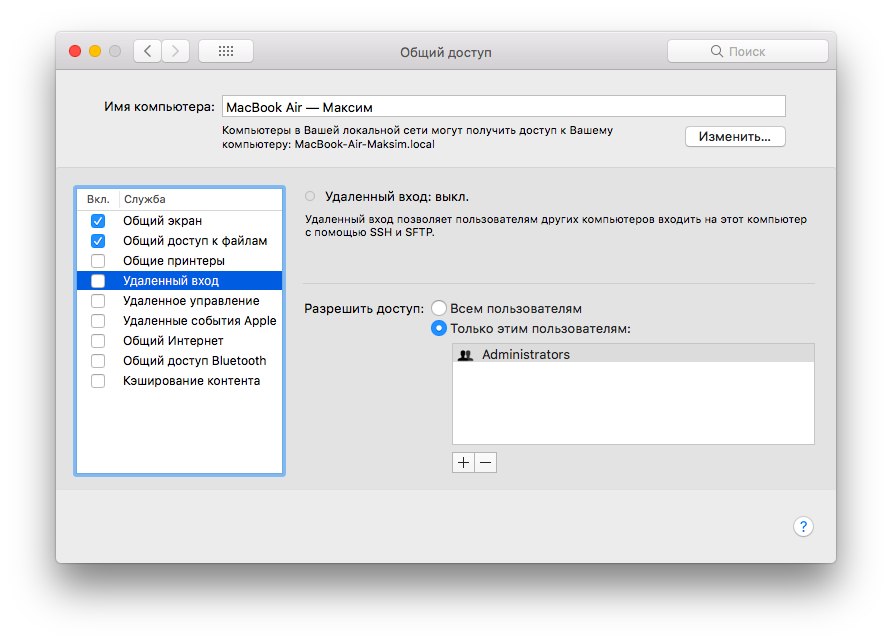 Общий доступ
Поиск
Имя компьютера: MacBook Air — Максим
Компьютеры в Вашей локальной сети могут получить доступ к Вашему
компьютеру: MacBook-Air-Maksim.local
Изменить...
Вкл. Служба
Общий экран
Общий доступ к файлам
Общие принтеры
Удаленный вход
Удаленное управление
Удаленные события Apple
Общий Интернет
Общий доступ Bluetooth
Кэширование контента
Удаленный вход: выкл.
Удаленный вход позволяет пользователям других компьютеров входить на этот компьютер
с помощью SSH и SFTP.
Разрешить доступ: Всем пользователям
Только этим пользователям:
Administrators
+ −
?